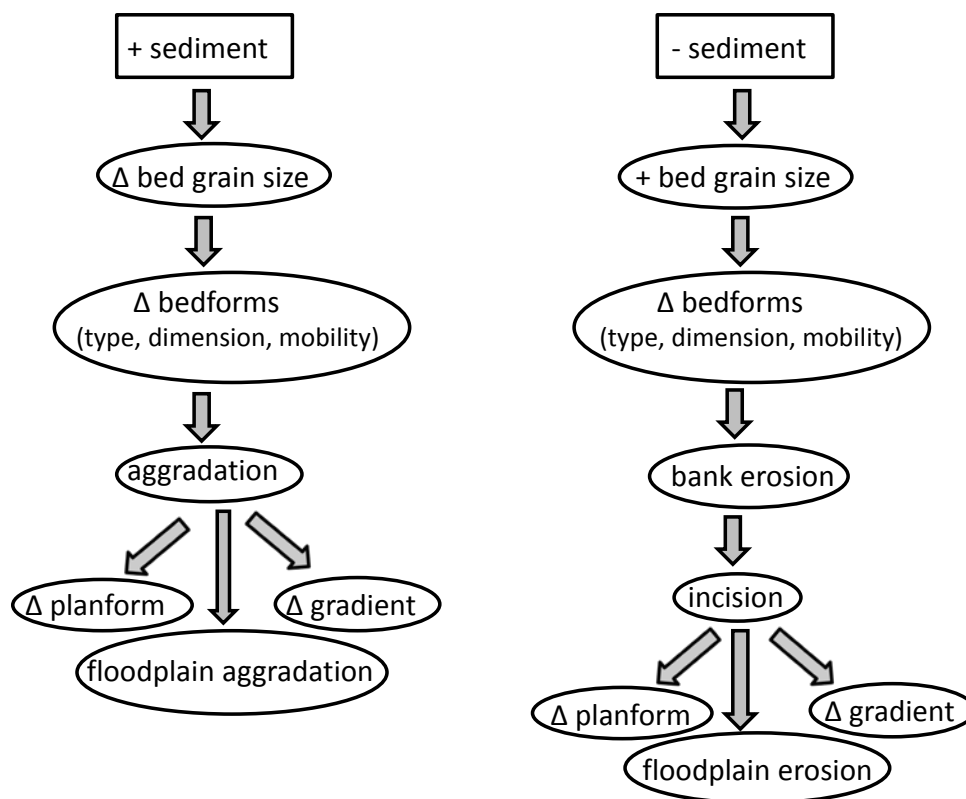 + sediment
Δ bed grain size
Δ bedforms
(type, dimension, mobility)
aggradation
Δ planform
Δ gradient
floodplain aggradation
- sediment
+ bed grain size
Δ bedforms
(type, dimension, mobility)
bank erosion
incision
Δ planform
Δ gradient
floodplain erosion